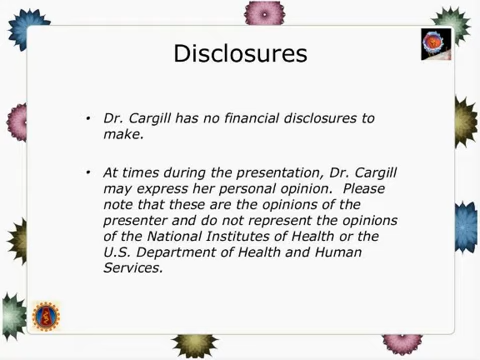 Disclosures
• Dr. Cargill has no financial disclosures to
make.
• At times during the presentation, Dr. Cargill
may express her personal opinion.  Please
note that these are the opinions of the
presenter and do not represent the opinions
of the National Institutes of Health or the
U.S. Department of Health and Human
Services.